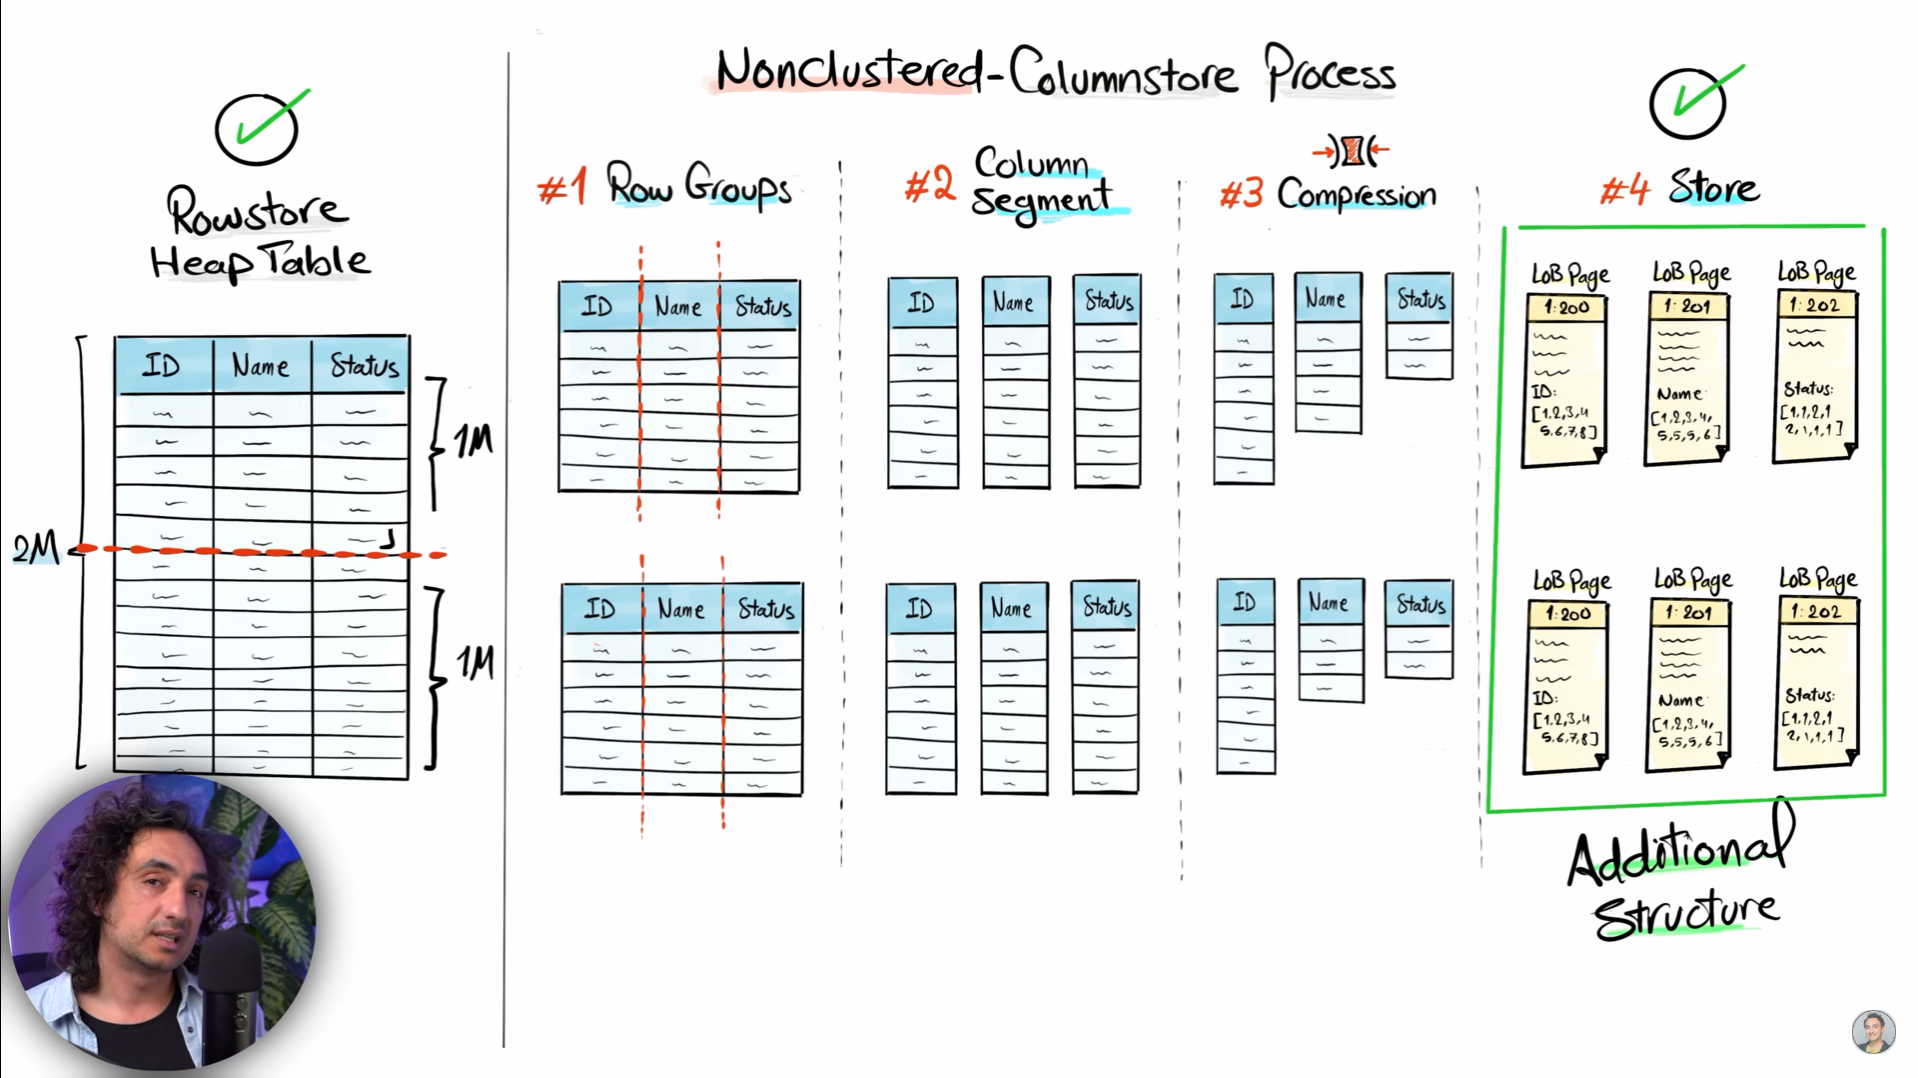 Nonclustered-Columnstore Process
Rowstore
Heap Table
ID Name Status
2M
1M
1M
#1 Row Groups
ID Name Status
ID Name Status
#2 Column
Segment
ID Name Status
ID Name Status
#3 Compression
ID Name Status
ID Name Status
#4 Store
LoB Page LoB Page LoB Page
1:200 1:201 1:202
ID:
[1,2,3,4
5,6,7,8]
Name:
[1,2,3,4,
5,5,5,6]
Status:
[1,1,2,1
2,1,1,1]
LoB Page LoB Page LoB Page
1:200 1:201 1:202
ID:
[1,2,3,4
5,6,7,8]
Name:
[1,2,3,4,
5,5,5,6]
Status:
[1,1,2,1
2,1,1,1]
Additional
Structure